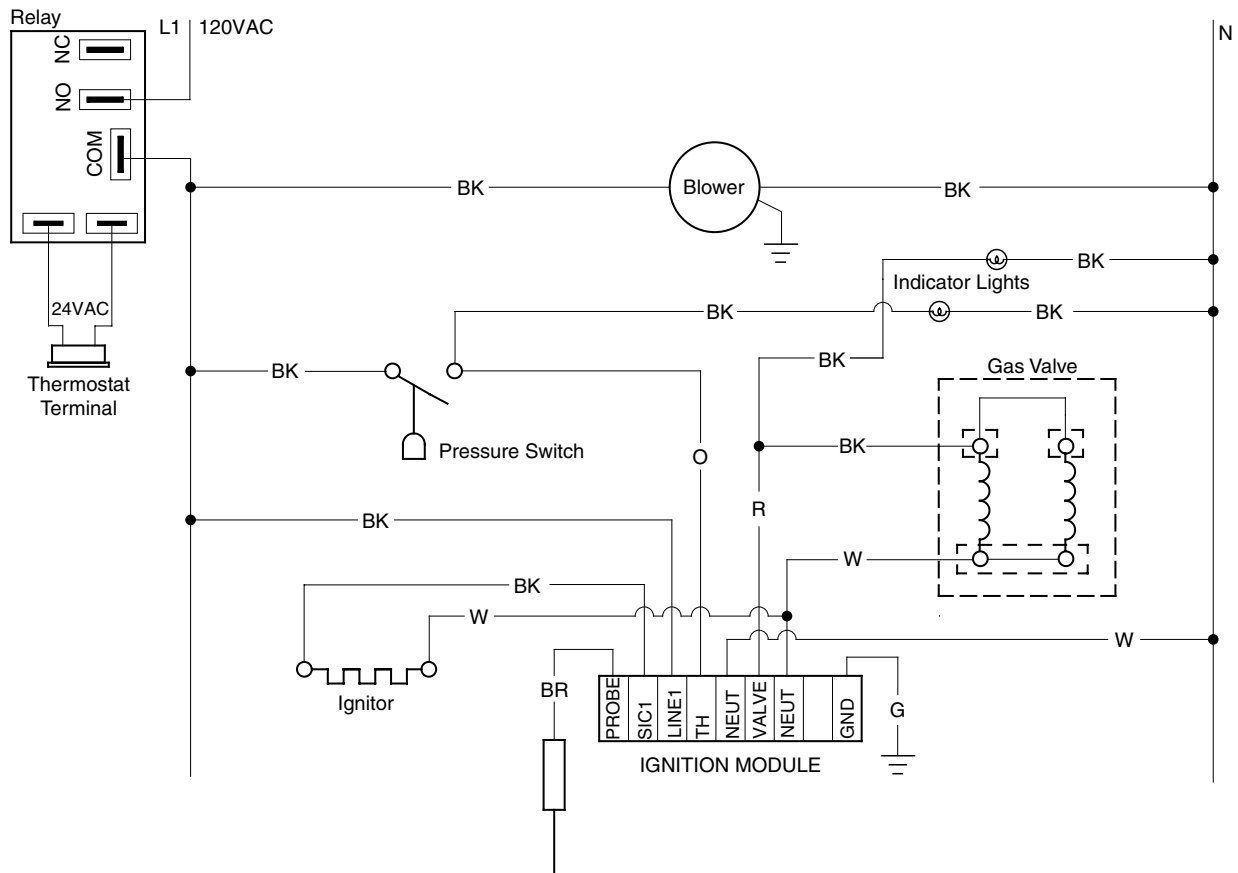 Relay
L1 120VAC
N
NC
NO
COM
BK
Blower
BK
BK
Indicator Lights
24VAC
BK
BK
Thermostat
Terminal
BK
BK
Gas Valve
Pressure Switch
O
BK
R
BK
W
BK
W
W
Ignitor
BR
PROBE
SIC1
LINE1
TH
NEUT
VALVE
NEUT
GND
G
IGNITION MODULE